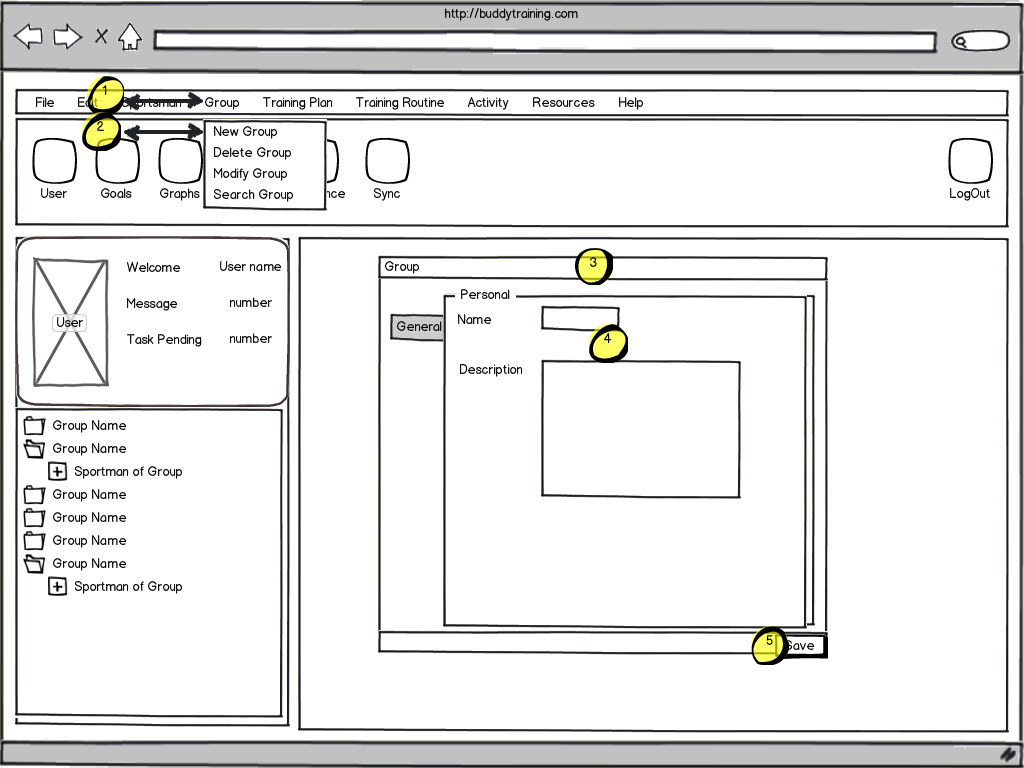 http://buddytraining.com
1
File Edit Sportsman Group Training Plan Training Routine Activity Resources Help
2
New Group
Delete Group
Modify Group
Search Group
User Goals Graphs nce Sync LogOut
Welcome User name
Message number
Task Pending number
User
Group Name
Group Name
Sportman of Group
Group Name
Group Name
Group Name
Group Name
Sportman of Group
Group
3
Personal
General
Name
4
Description
5
Save